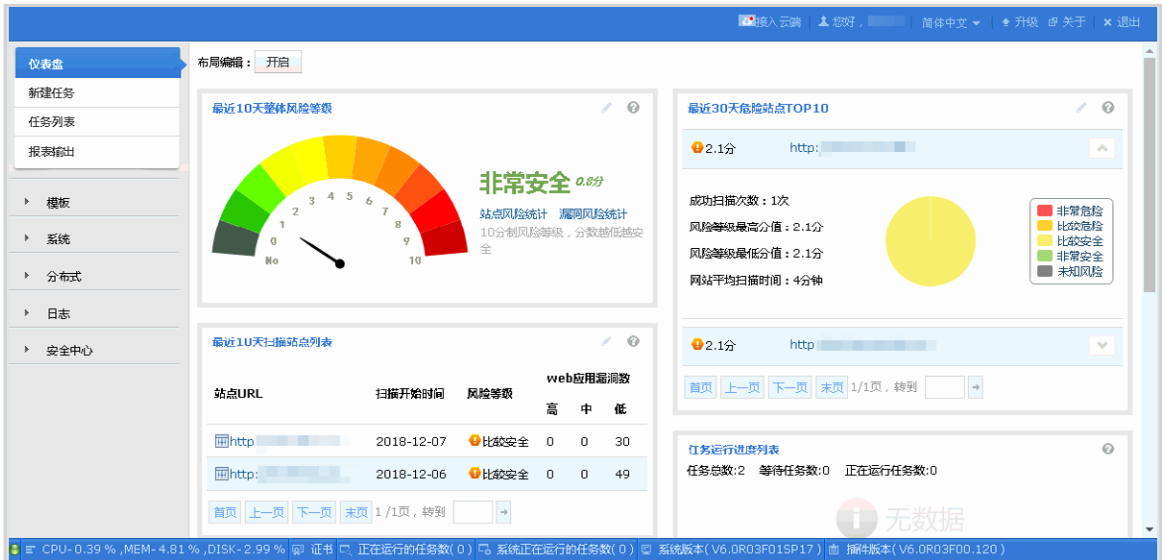 接入云端 您好， 简体中文 升级 关于 退出
仪表盘
新建任务
任务列表
报表输出
模板
系统
分布式
日志
安全中心
布局编辑： 开启
最近10天整体风险等级
No 0 1 2 3 4 5 6 7 8 9 10
非常安全 0.8分
站点风险统计 漏洞风险统计
10分制风险等级，分数越低越安
全
最近10天扫描站点列表
站点URL 扫描开始时间 风险等级 web应用漏洞数
高 中 低
http 2018-12-07 比较安全 0 0 30
http: 2018-12-06 比较安全 0 0 49
首页 上一页 下一页 末页 1 /1页，转到
最近30天危险站点TOP10
2.1分 http:
成功扫描次数：1次
风险等级最高分值：2.1分
风险等级最低分值：2.1分
网站平均扫描时间：4分钟
非常危险
比较危险
比较安全
非常安全
未知风险
2.1分 http
首页 上一页 下一页 末页 1/1页，转到
任务运行进度列表
任务总数:2 等待任务数:0 正在运行任务数:0
无数据
CPU-0.39 % ,MEM-4.81 % ,DISK-2.99 % 证书 正在运行的任务数( 0 ) 系统正在运行的任务数( 0 ) 系统版本( V6.0R03F01SP17 ) 插件版本( V6.0R03F00.120 )